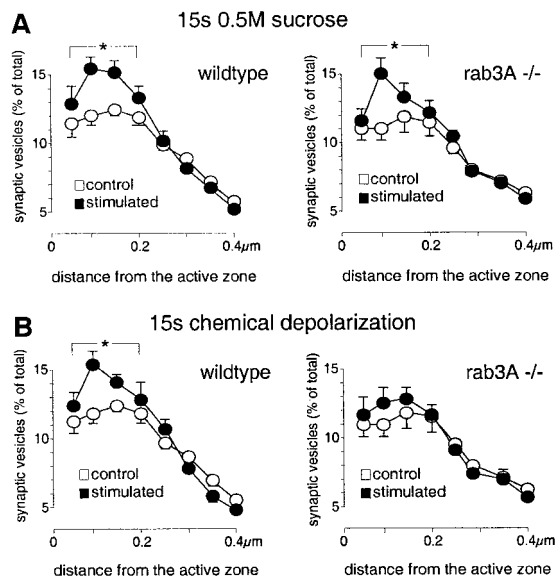 A
15s 0.5M sucrose
synaptic vesicles (% of total)
15
10
5
*
wildtype
control
stimulated
0
0.2
0.4µm
distance from the active zone
synaptic vesicles (% of total)
15
10
5
*
rab3A -/-
control
stimulated
0
0.2
0.4µm
distance from the active zone
B
15s chemical depolarization
synaptic vesicles (% of total)
15
10
5
*
wildtype
control
stimulated
0
0.2
0.4µm
distance from the active zone
synaptic vesicles (% of total)
15
10
5
rab3A -/-
control
stimulated
0
0.2
0.4µm
distance from the active zone